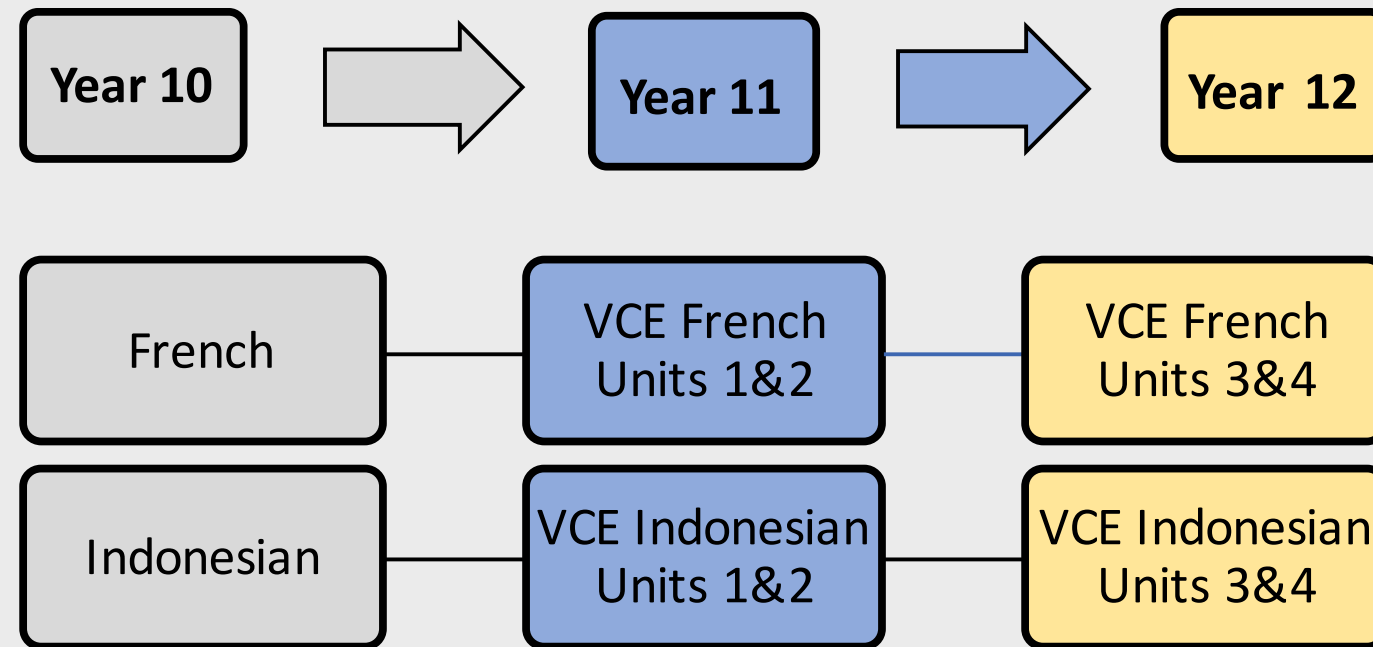 Year 10
Year 11
Year 12
French
VCE French
Units 1&2
VCE French
Units 3&4
Indonesian
VCE Indonesian
Units 1&2
VCE Indonesian
Units 3&4